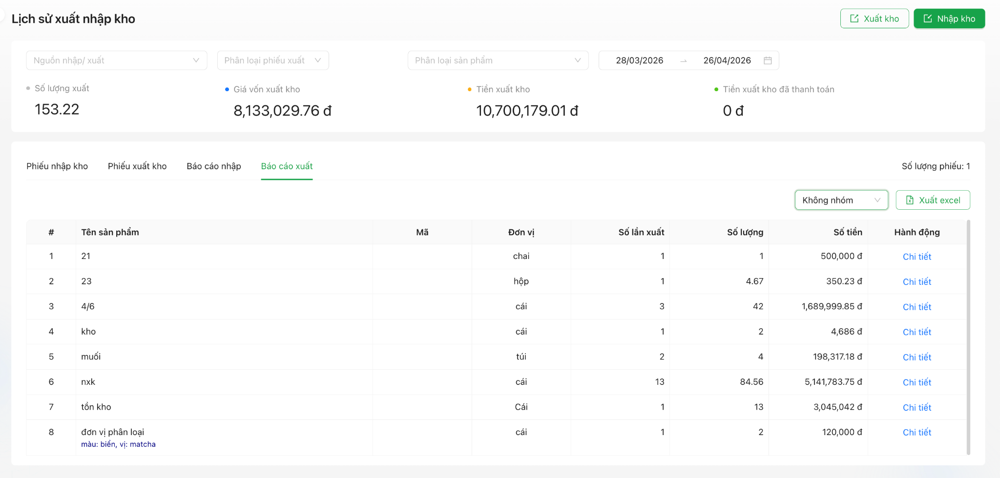 Lịch sử xuất nhập kho
Xuất kho
Nhập kho
Nguồn nhập/ xuất
Phân loại phiếu xuất
Phân loại sản phẩm
28/03/2026 → 26/04/2026
Số lượng xuất
153.22
Giá vốn xuất kho
8,133,029.76 đ
Tiền xuất kho
10,700,179.01 đ
Tiền xuất kho đã thanh toán
0 đ
Phiếu nhập kho
Phiếu xuất kho
Báo cáo nhập
Báo cáo xuất
Số lượng phiếu: 1
Không nhóm
Xuất excel
# Tên sản phẩm Mã Đơn vị Số lần xuất Số lượng Số tiền Hành động
1 21 chai 1 1 500,000 đ Chi tiết
2 23 hộp 1 4.67 350.23 đ Chi tiết
3 4/6 cái 3 42 1,689,999.85 đ Chi tiết
4 kho cái 1 2 4,686 đ Chi tiết
5 muối túi 2 4 198,317.18 đ Chi tiết
6 nxk cái 13 84.56 5,141,783.75 đ Chi tiết
7 tồn kho Cái 1 13 3,045,042 đ Chi tiết
8 đơn vị phân loại cái 1 2 120,000 đ Chi tiết
màu: biển, vị: matcha